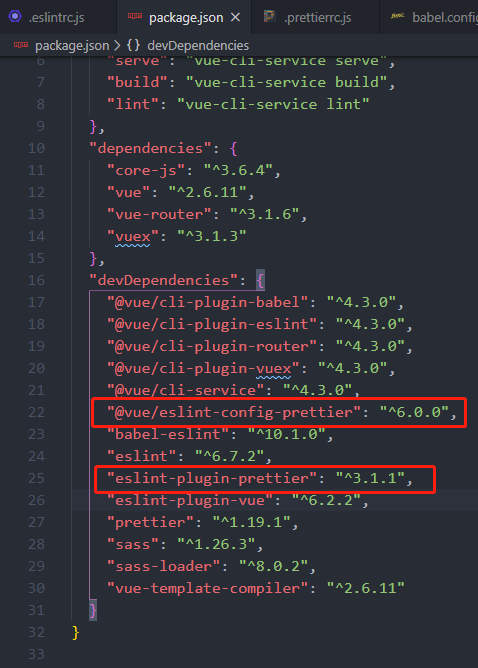 .eslintrc.js package.json .prettierrc.js babel.config
package.json > {} devDependencies
6 "serve": "vue-cli-service serve",
7 "build": "vue-cli-service build",
8 "lint": "vue-cli-service lint"
9 },
10 "dependencies": {
11 "core-js": "^3.6.4",
12 "vue": "^2.6.11",
13 "vue-router": "^3.1.6",
14 "vuex": "^3.1.3"
15 },
16 "devDependencies": {
17 "@vue/cli-plugin-babel": "^4.3.0",
18 "@vue/cli-plugin-eslint": "^4.3.0",
19 "@vue/cli-plugin-router": "^4.3.0",
20 "@vue/cli-plugin-vuex": "^4.3.0",
21 "@vue/cli-service": "^4.3.0",
22 "@vue/eslint-config-prettier": "^6.0.0",
23 "babel-eslint": "^10.1.0",
24 "eslint": "^6.7.2",
25 "eslint-plugin-prettier": "^3.1.1",
26 "eslint-plugin-vue": "^6.2.2",
27 "prettier": "^1.19.1",
28 "sass": "^1.26.3",
29 "sass-loader": "^8.0.2",
30 "vue-template-compiler": "^2.6.11"
31 }
32 }
33